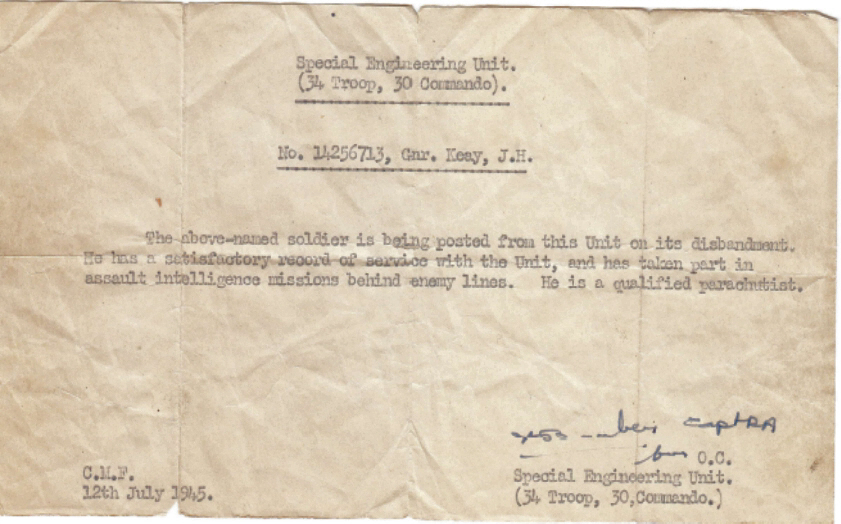 Special Engineering Unit.
(34 Troop, 30 Commando).
No. 14256713, Gnr. Keay, J.H.
The above-named soldier is being posted from this Unit on its disbandment.
He has a satisfactory record of service with the Unit, and has taken part in
assault intelligence missions behind enemy lines. He is a qualified parachutist.
Capt RA
for O.C.
C.M.F.
Special Engineering Unit.
12th July 1945.
(34 Troop, 30,Commando.)